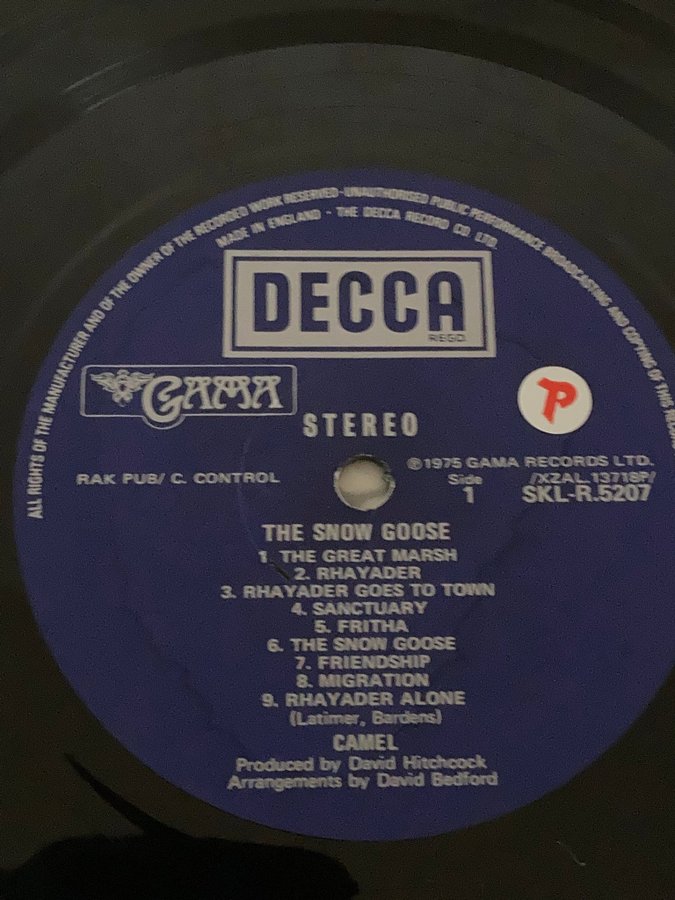 ALL RIGHTS OF THE MANUFACTURER AND OF THE OWNER OF THE RECORDED WORK RESERVED · UNAUTHORISED PUBLIC PERFORMANCE BROADCASTING AND COPYING OF THIS
MADE IN ENGLAND · THE DECCA RECORD CO. LTD.
DECCA
REGD.
GAMA
STEREO
P
RAK PUB/ C. CONTROL
℗1975 GAMA RECORDS LTD.
Side /XZAL.13718P/
1 SKL-R.5207
THE SNOW GOOSE
1. THE GREAT MARSH
2. RHAYADER
3. RHAYADER GOES TO TOWN
4. SANCTUARY
5. FRITHA
6. THE SNOW GOOSE
7. FRIENDSHIP
8. MIGRATION
9. RHAYADER ALONE
(Latimer, Bardens)
CAMEL
Produced by David Hitchcock
Arrangements by David Bedford